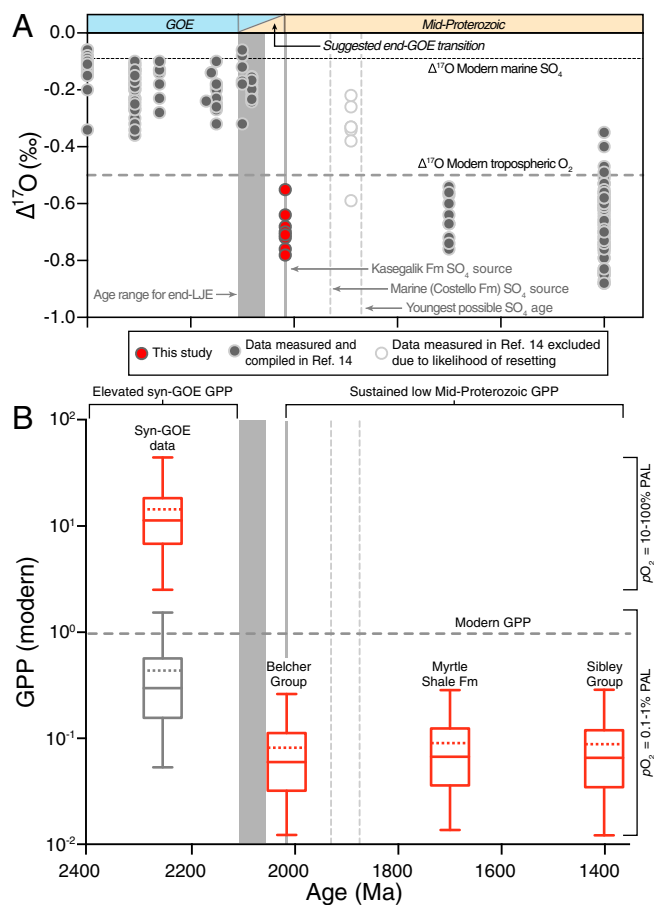 A
GOE
Mid-Proterozoic
Suggested end-GOE transition
0.0
Δ¹⁷O Modern marine SO₄
-0.2
-0.4
Δ¹⁷O Modern tropospheric O₂
Δ¹⁷O (‰)
-0.6
Kasegalik Fm SO₄ source
-0.8
Age range for end-LJE
Marine (Costello Fm) SO₄ source
Youngest possible SO₄ age
-1.0
This study
Data measured and
compiled in Ref. 14
Data measured in Ref. 14 excluded
due to likelihood of resetting
B
Elevated syn-GOE GPP
Sustained low Mid-Proterozoic GPP
10²
Syn-GOE
data
pO₂ = 10-100% PAL
10¹
GPP (modern)
10⁰
Modern GPP
Belcher
Group
Myrtle
Shale Fm
Sibley
Group
pO₂ = 0.1-1% PAL
10⁻¹
10⁻²
2400
2200
2000
1800
1600
1400
Age (Ma)